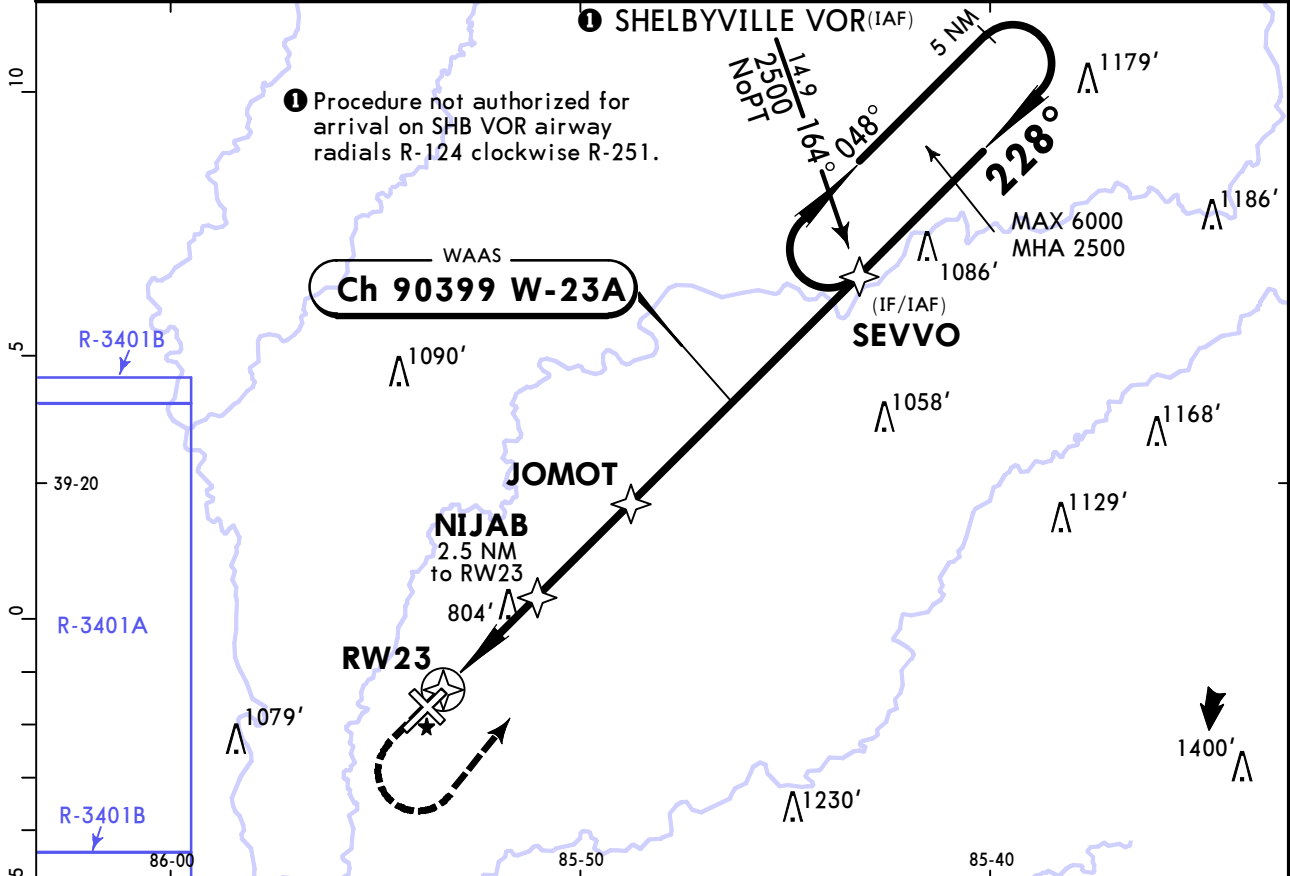 ❶ SHELBYVILLE VOR(IAF)
5 NM
1179'
10
❶ Procedure not authorized for
arrival on SHB VOR airway
radials R-124 clockwise R-251.
14.9
2500
NoPT
164°
048°
228°
1186'
MAX 6000
MHA 2500
1086'
WAAS
Ch 90399 W-23A
(IF/IAF)
SEVVO
R-3401B
5
1090'
1058'
1168'
JOMOT
39-20
1129'
NIJAB
2.5 NM
to RW23
804'
0
R-3401A
RW23
1079'
1400'
1230'
R-3401B
86-00
85-50
85-40
5